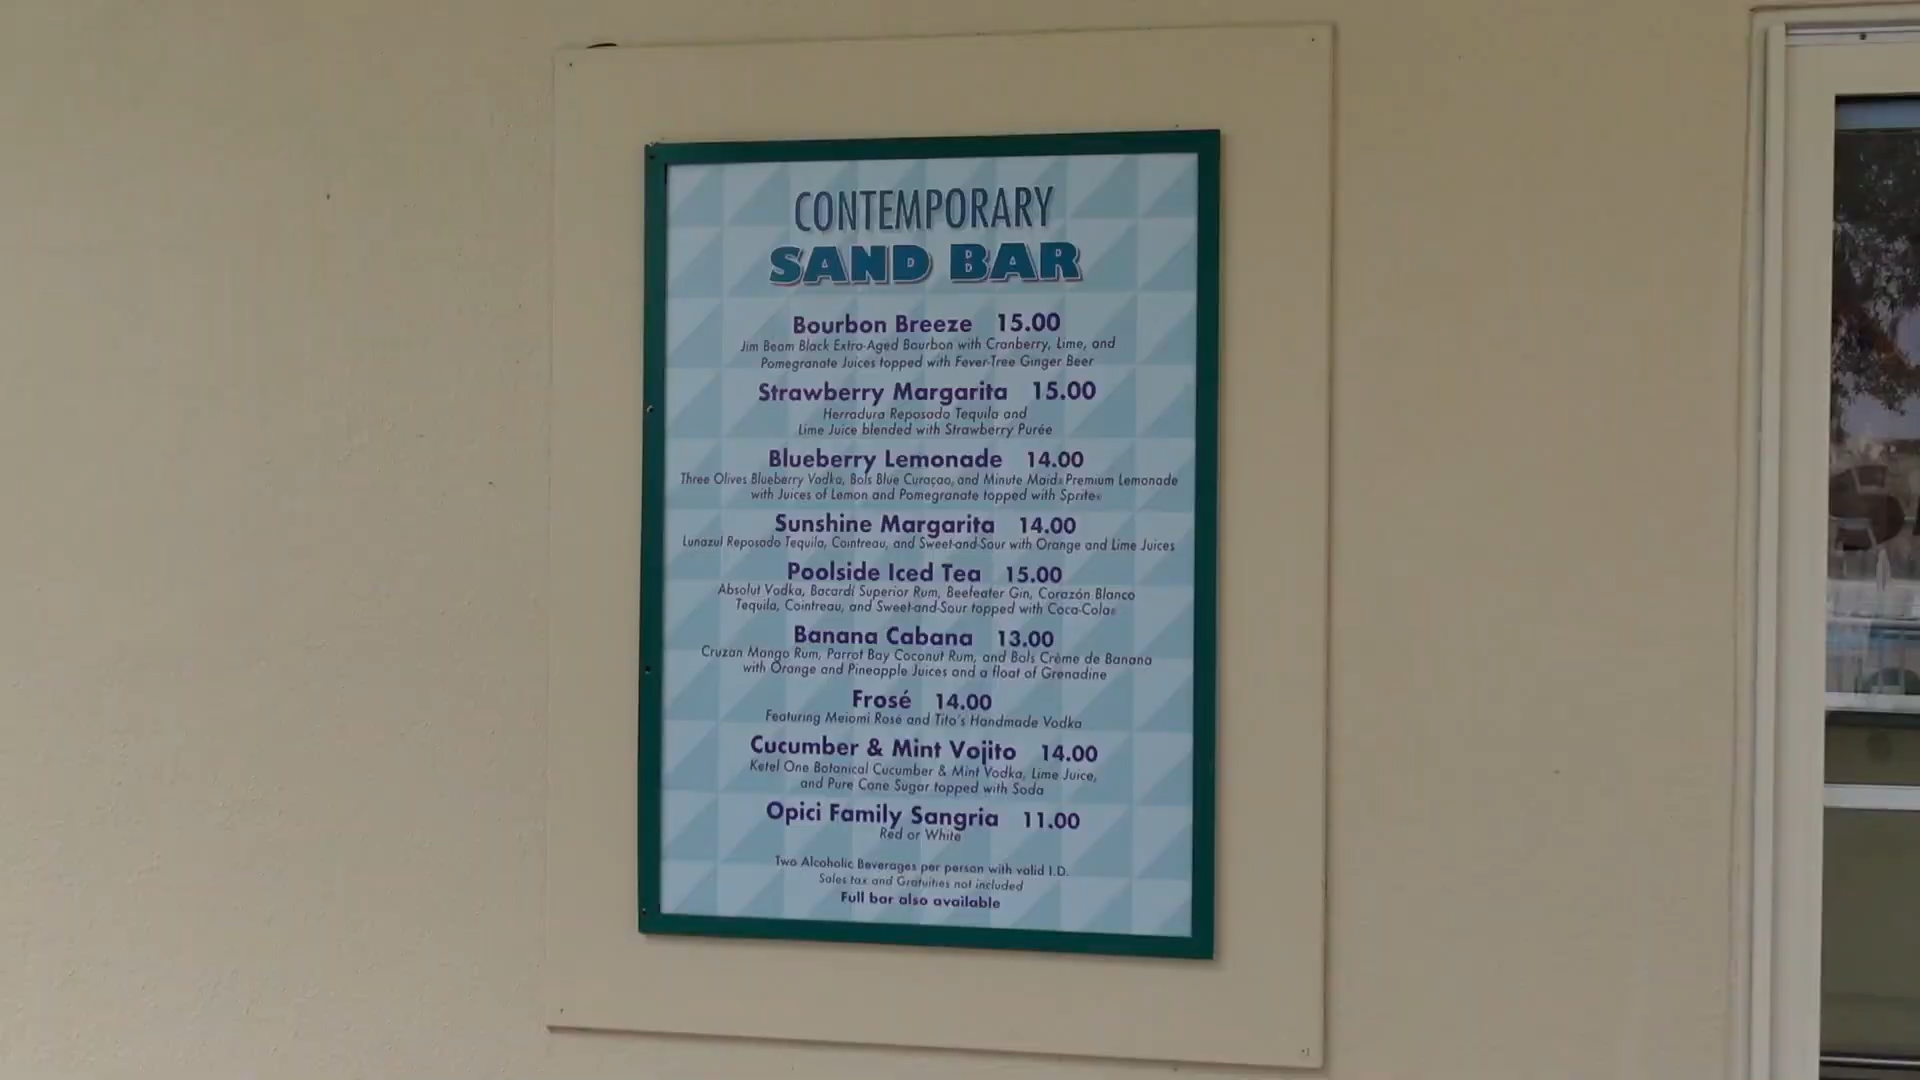 CONTEMPORARY
SAND BAR
Bourbon Breeze 15.00
Jim Beam Black Extra-Aged Bourbon with Cranberry, Lime, and
Pomegranate Juices topped with Fever-Tree Ginger Beer
Strawberry Margarita 15.00
Herradura Reposado Tequila and
Lime Juice blended with Strawberry Purée
Blueberry Lemonade 14.00
Three Olives Blueberry Vodka, Bols Blue Curaçao, and Minute Maid® Premium Lemonade
with Juices of Lemon and Pomegranate topped with Sprite®
Sunshine Margarita 14.00
Lunazul Reposado Tequila, Cointreau, and Sweet-and-Sour with Orange and Lime Juices
Poolside Iced Tea 15.00
Absolut Vodka, Bacardí Superior Rum, Beefeater Gin, Corazón Blanco
Tequila, Cointreau, and Sweet-and-Sour topped with Coca-Cola®
Banana Cabana 13.00
Cruzan Mango Rum, Parrot Bay Coconut Rum, and Bols Crème de Banana
with Orange and Pineapple Juices and a float of Grenadine
Frosé 14.00
Featuring Meiomi Rosé and Tito's Handmade Vodka
Cucumber & Mint Vojito 14.00
Ketel One Botanical Cucumber & Mint Vodka, Lime Juice,
and Pure Cane Sugar topped with Soda
Opici Family Sangria 11.00
Red or White
Two Alcoholic Beverages per person with valid I.D.
Sales tax and Gratuities not included
Full bar also available